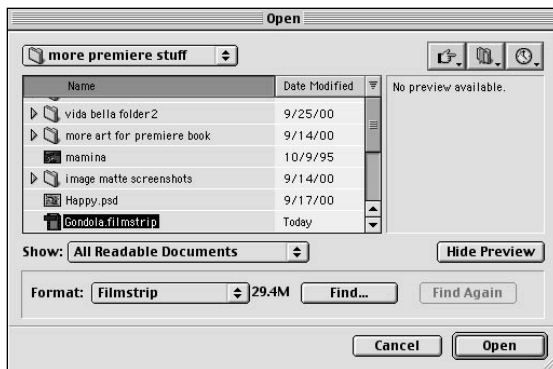 Open
more premiere stuff
Name Date Modified
No preview available.
vida bella folder2 9/25/00
more art for premiere book 9/14/00
mamina 10/9/95
image matte screenshots 9/14/00
Happy.psd 9/17/00
Gondola.filmstrip Today
Show: All Readable Documents Hide Preview
Format: Filmstrip 29.4M Find... Find Again
Cancel Open